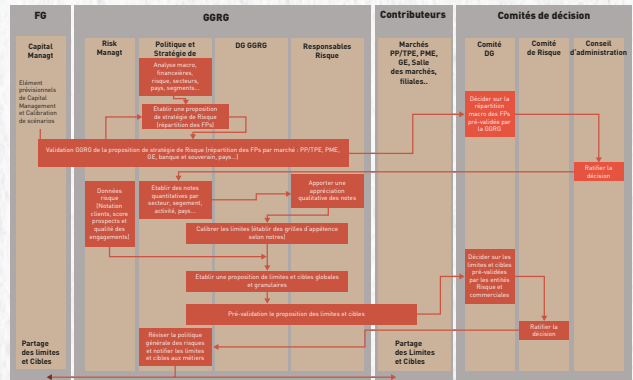 FG
GGRG
Contributeurs
Comités de décision
Capital
Managt
Risk
Managt
Politique et
Stratégie de
DG GGRG
Responsables
Risque
Marchés
PP/TPE, PME,
GE, Salle
des marchés,
filiales..
Comité
DG
Comité
de Risque
Conseil
d'administration
Elément
prévisionnels
de Capital
Management
et Calibration
de scénarios
Analyse macro,
financières,
risque, secteurs,
pays, segments...
Etablir une proposition
de stratégie de Risque
(répartition des FPs)
Décider sur la
répartition
macro des FPs
pré-validée par
la GGRG
Validation GGRG de la proposition de stratégie de Risque (répartition des FPs par marché : PP/TPE, PME,
GE, banque et souverain, pays...)
Ratifier la
décision
Données
risque
(Notation
clients, score
prospects et
qualité des
engagements)
Etablir des notes
quantitatives par
secteur, segement,
activité, pays...
Apporter une
appréciation
qualitative des notes
Calibrer les limites (établir des grilles d'appétence
selon notres)
Etablir une proposition de limites et cibles globales
et granulaires
Décider sur les
limites et cibles
pré-validées
par les entités
Risque et
commerciales
Pré-validation le proposition des limites et cibles
Ratifier la
décision
Réviser la politique
générale des risques
et notifier les limites
et cibles aux métiers
Partage
des limites
et Cibles
Partage
des Limites
et Cibles